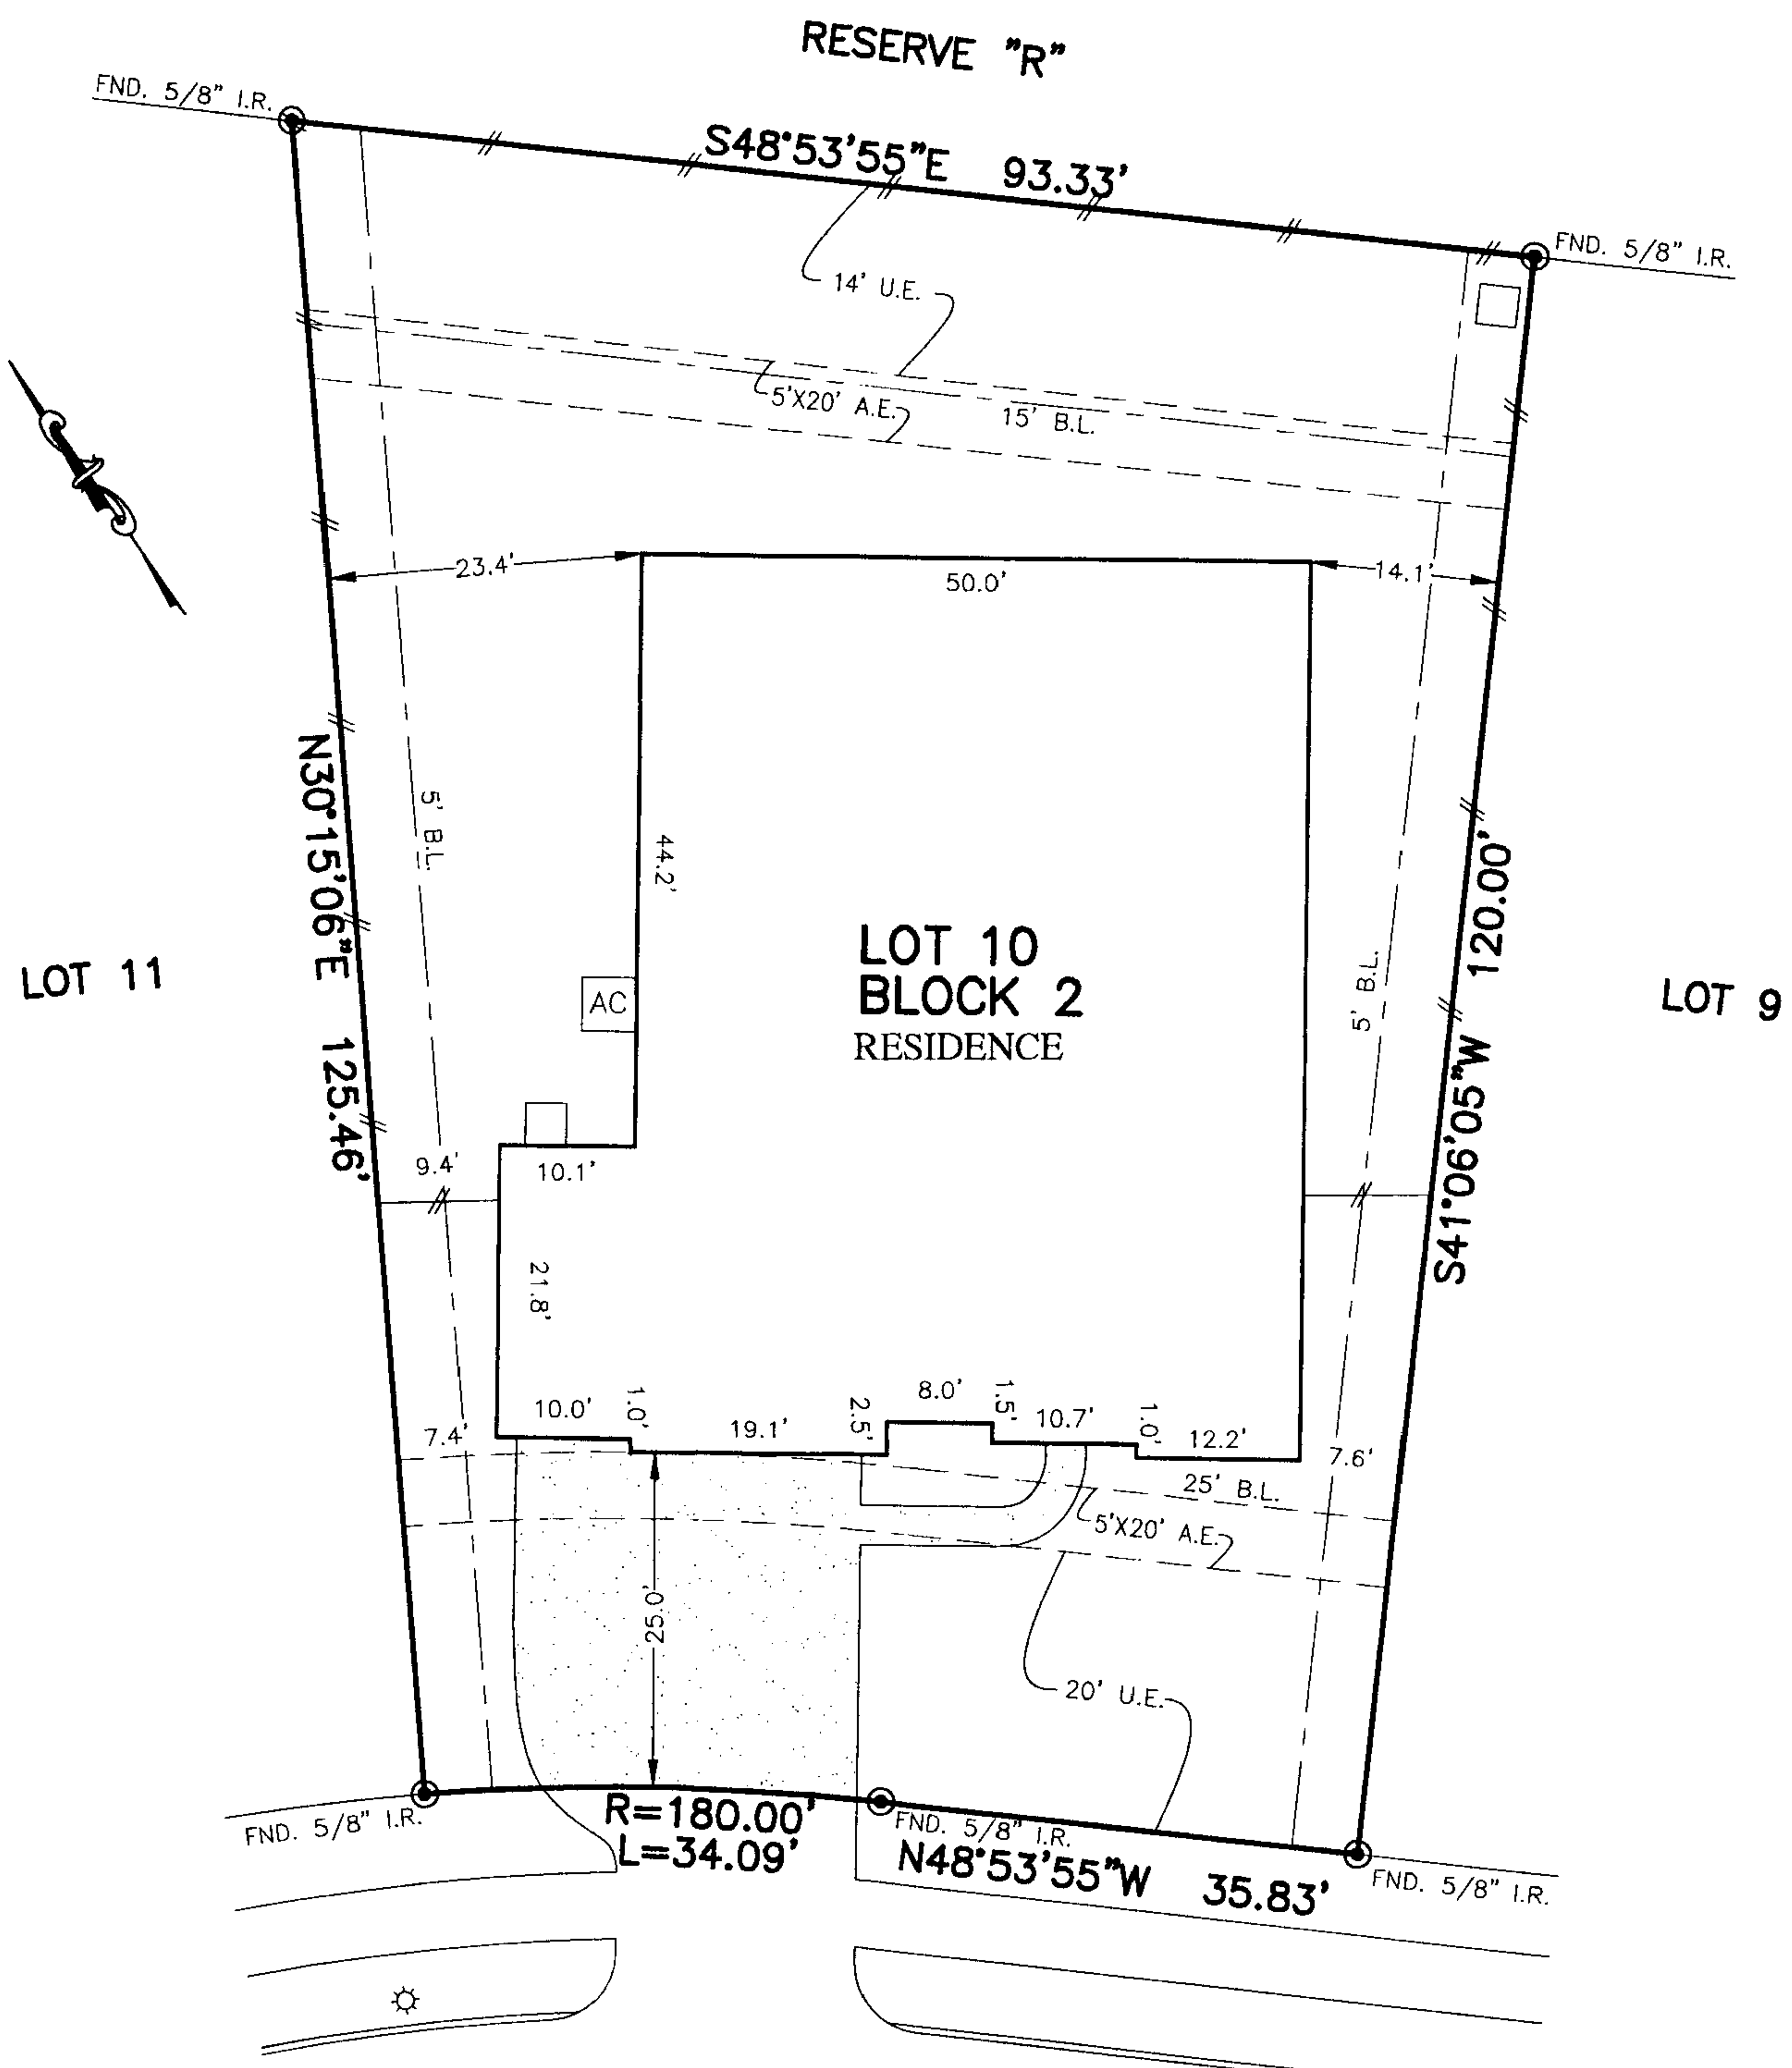 RESERVE "R"
FND. 5/8" I.R.
S48°53'55"E 93.33'
FND. 5/8" I.R.
14' U.E.
5'X20' A.E.
15' B.L.
23.4'
50.0'
14.1'
N30°15'06"E 125.46'
5' B.L.
44.2'
LOT 10
BLOCK 2
RESIDENCE
LOT 11
AC
LOT 9
5' B.L.
S41°06'05"W 120.00'
9.4'
10.1'
21.8'
7.4'
10.0'
1.0'
19.1'
2.5'
8.0'
1.5'
10.7'
1.0'
12.2'
7.6'
25' B.L.
5'X20' A.E.
25.0'
20' U.E.
FND. 5/8" I.R.
R=180.00'
L=34.09'
FND. 5/8" I.R.
N48°53'55"W 35.83'
FND. 5/8" I.R.